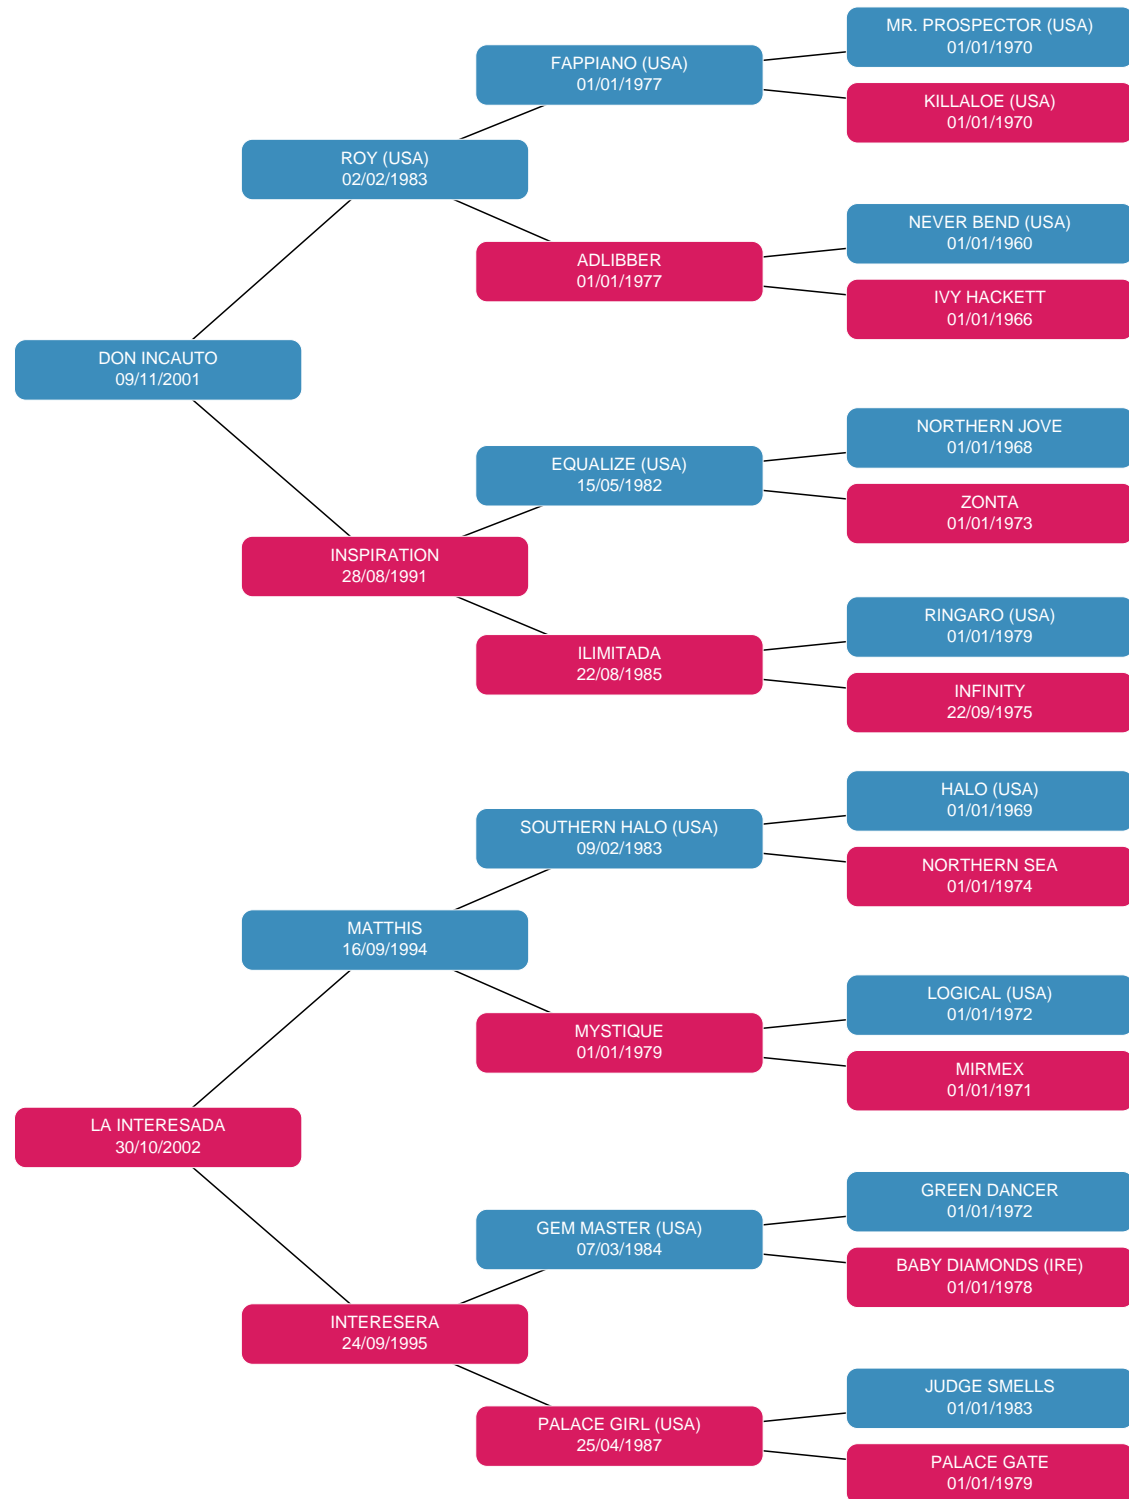 MR. PROSPECTOR (USA)
01/01/1970
FAPPIANO (USA)
01/01/1977
KILLALOE (USA)
01/01/1970
ROY (USA)
02/02/1983
NEVER BEND (USA)
01/01/1960
ADLIBBER
01/01/1977
IVY HACKETT
01/01/1966
DON INCAUTO
09/11/2001
NORTHERN JOVE
01/01/1968
EQUALIZE (USA)
15/05/1982
ZONTA
01/01/1973
INSPIRATION
28/08/1991
RINGARO (USA)
01/01/1979
ILIMITADA
22/08/1985
INFINITY
22/09/1975
HALO (USA)
01/01/1969
SOUTHERN HALO (USA)
09/02/1983
NORTHERN SEA
01/01/1974
MATTHIS
16/09/1994
LOGICAL (USA)
01/01/1972
MYSTIQUE
01/01/1979
MIRMEX
01/01/1971
LA INTERESADA
30/10/2002
GREEN DANCER
01/01/1972
GEM MASTER (USA)
07/03/1984
BABY DIAMONDS (IRE)
01/01/1978
INTERESERA
24/09/1995
JUDGE SMELLS
01/01/1983
PALACE GIRL (USA)
25/04/1987
PALACE GATE
01/01/1979